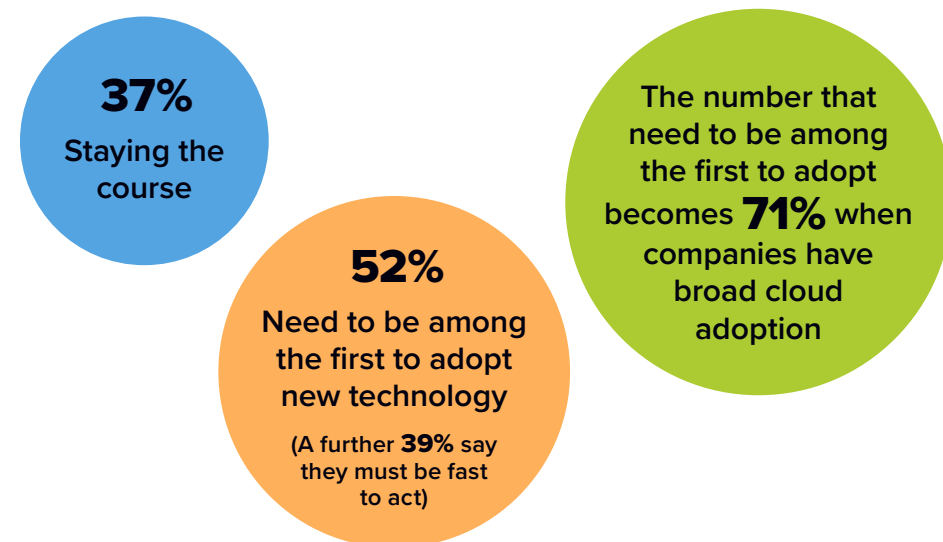 37%
Staying the
course
52%
Need to be among
the first to adopt
new technology
(A further 39% say
they must be fast
to act)
The number that
need to be among
the first to adopt
becomes 71% when
companies have
broad cloud
adoption